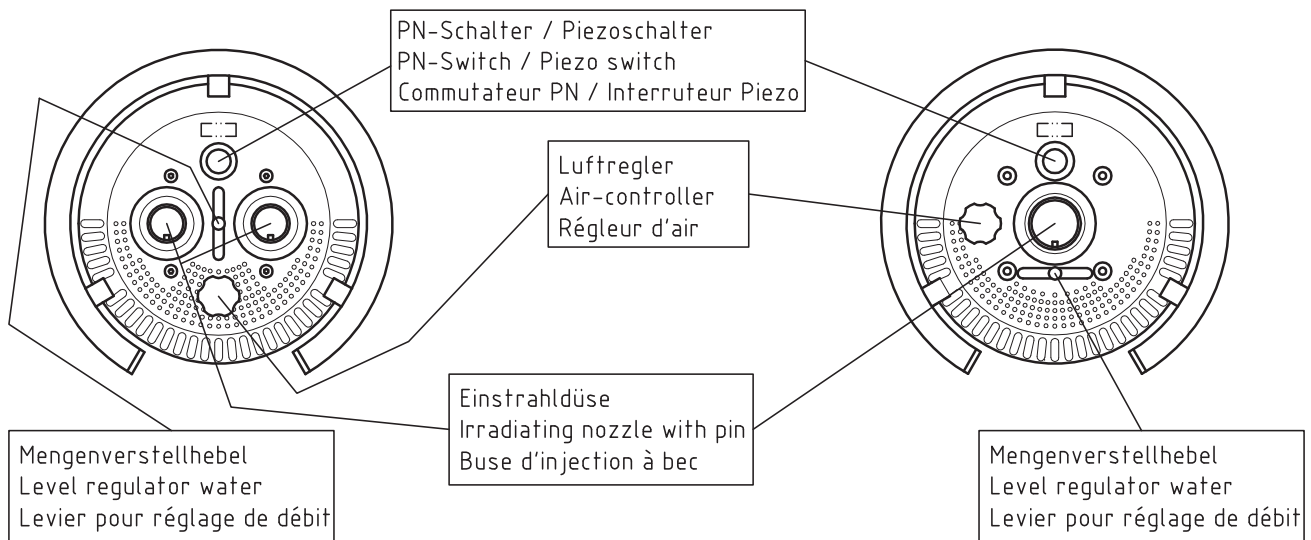 PN-Schalter / Piezoschalter
PN-Switch / Piezo switch
Commutateur PN / Interruteur Piezo
Luftregler
Air-controller
Régleur d'air
Einstrahldüse
Irradiating nozzle with pin
Buse d'injection à bec
Mengenverstellhebel
Level regulator water
Levier pour réglage de débit
Mengenverstellhebel
Level regulator water
Levier pour réglage de débit